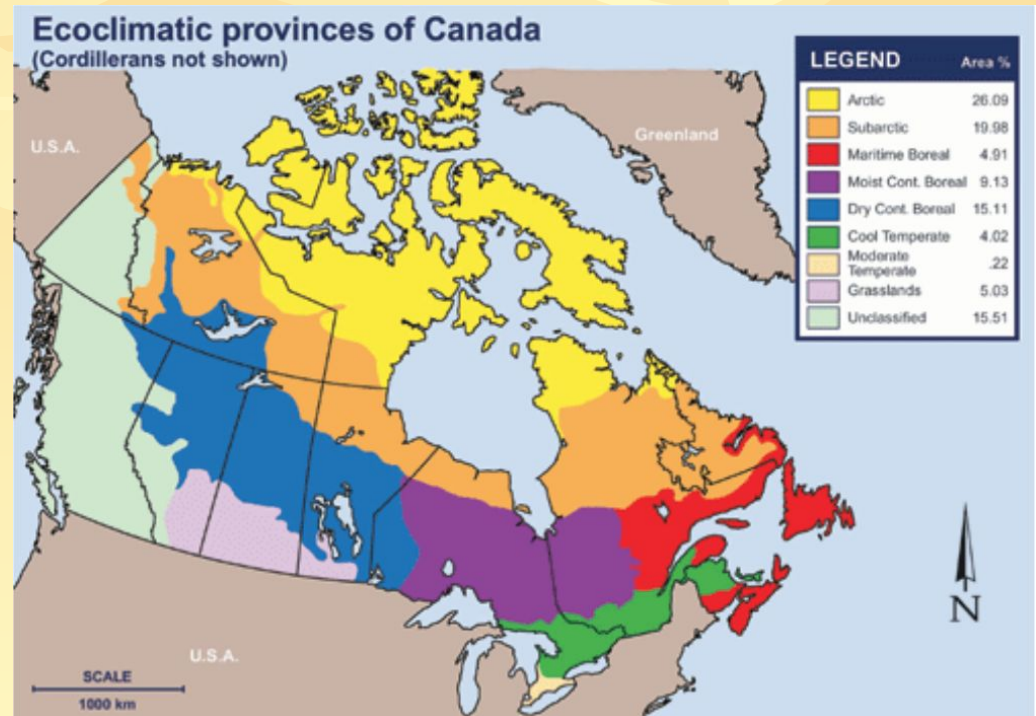 Ecoclimatic provinces of Canada
(Cordillerans not shown)
U.S.A.
Greenland
LEGEND Area %
Arctic 26.09
Subarctic 19.98
Maritime Boreal 4.91
Moist Cont. Boreal 9.13
Dry Cont. Boreal 15.11
Cool Temperate 4.02
Moderate
Temperate .22
Grasslands 5.03
Unclassified 15.51
N
U.S.A.
SCALE
1000 km